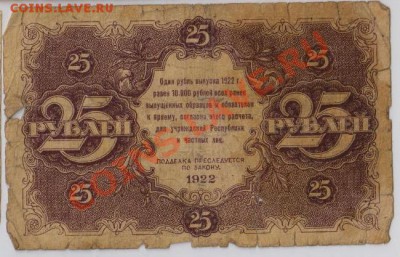 COINS.LAVE.RU
25 25
Один рубль выпуска 1922 г.
равен 10.000 рублей всех ранее
выпущенных образцов и обязателен
к приему, согласно этого расчета,
для учреждений Республики
и частных лиц.
25 РУБЛЕЙ 25 РУБЛЕЙ
COINS.LAVE.RU
ПОДДЕЛКА ПРЕСЛЕДУЕТСЯ
ПО ЗАКОНУ.
25 1922 25
25 25